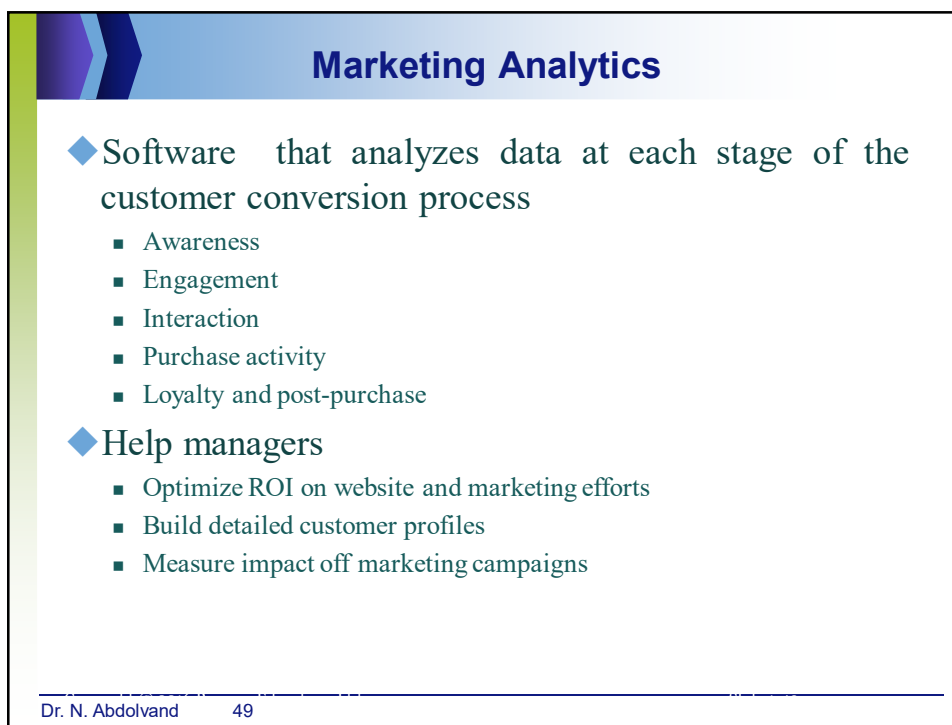 Marketing Analytics
Software that analyzes data at each stage of the
customer conversion process
Awareness
Engagement
Interaction
Purchase activity
Loyalty and post-purchase
Help managers
Optimize ROI on website and marketing efforts
Build detailed customer profiles
Measure impact off marketing campaigns
Dr. N. Abdolvand 49